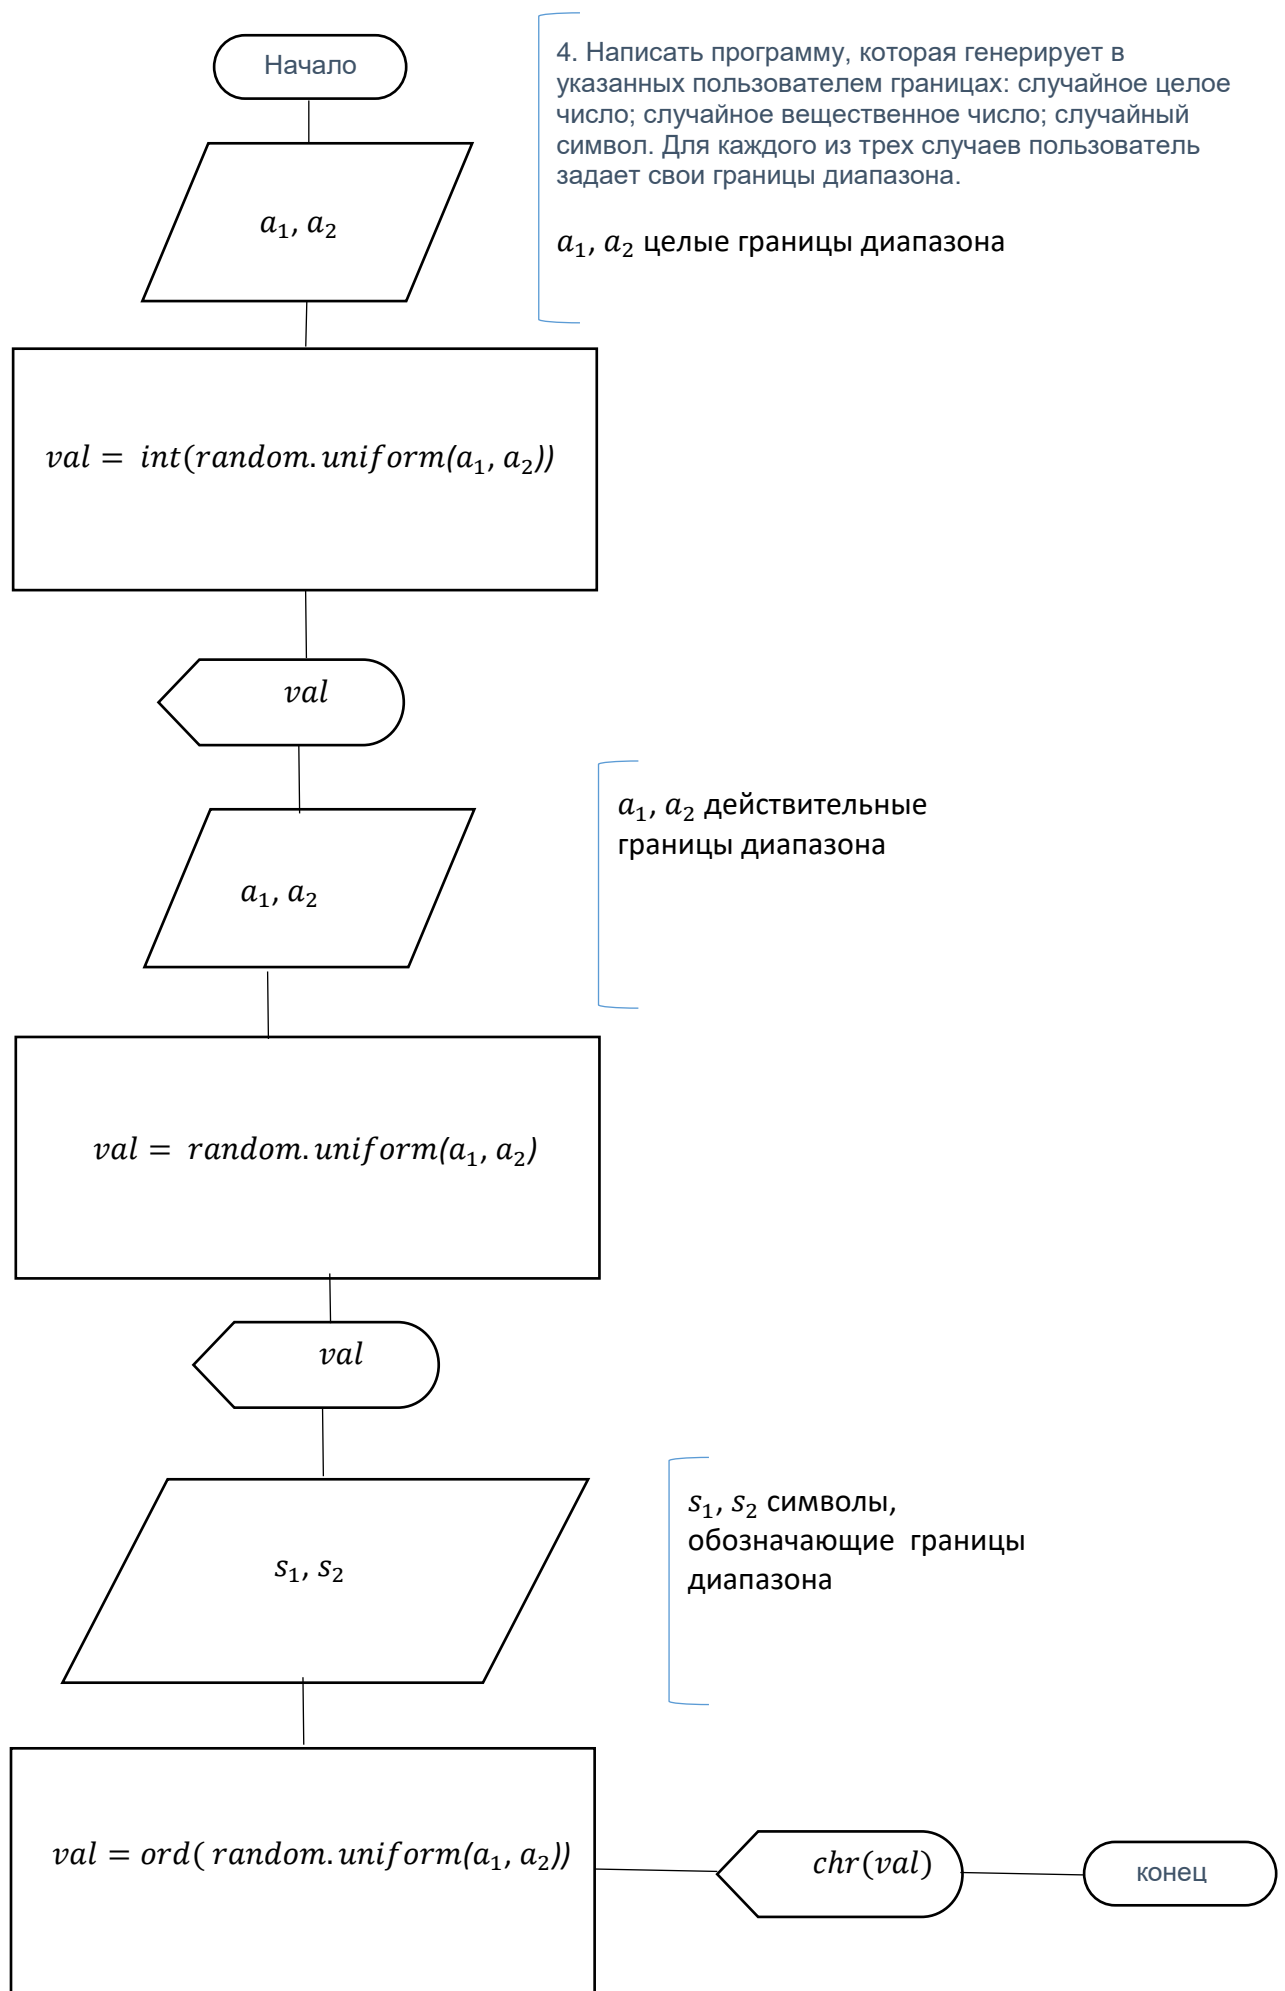 Начало
4. Написать программу, которая генерирует в
указанных пользователем границах: случайное целое
число; случайное вещественное число; случайный
символ. Для каждого из трех случаев пользователь
задает свои границы диапазона.
a₁, a₂
a₁, a₂ целые границы диапазона
val = int(random.uniform(a₁, a₂))
val
a₁, a₂ действительные
границы диапазона
a₁, a₂
val = random.uniform(a₁, a₂)
val
s₁, s₂ символы,
обозначающие границы
диапазона
s₁, s₂
val = ord( random.uniform(a₁, a₂))
chr(val)
конец